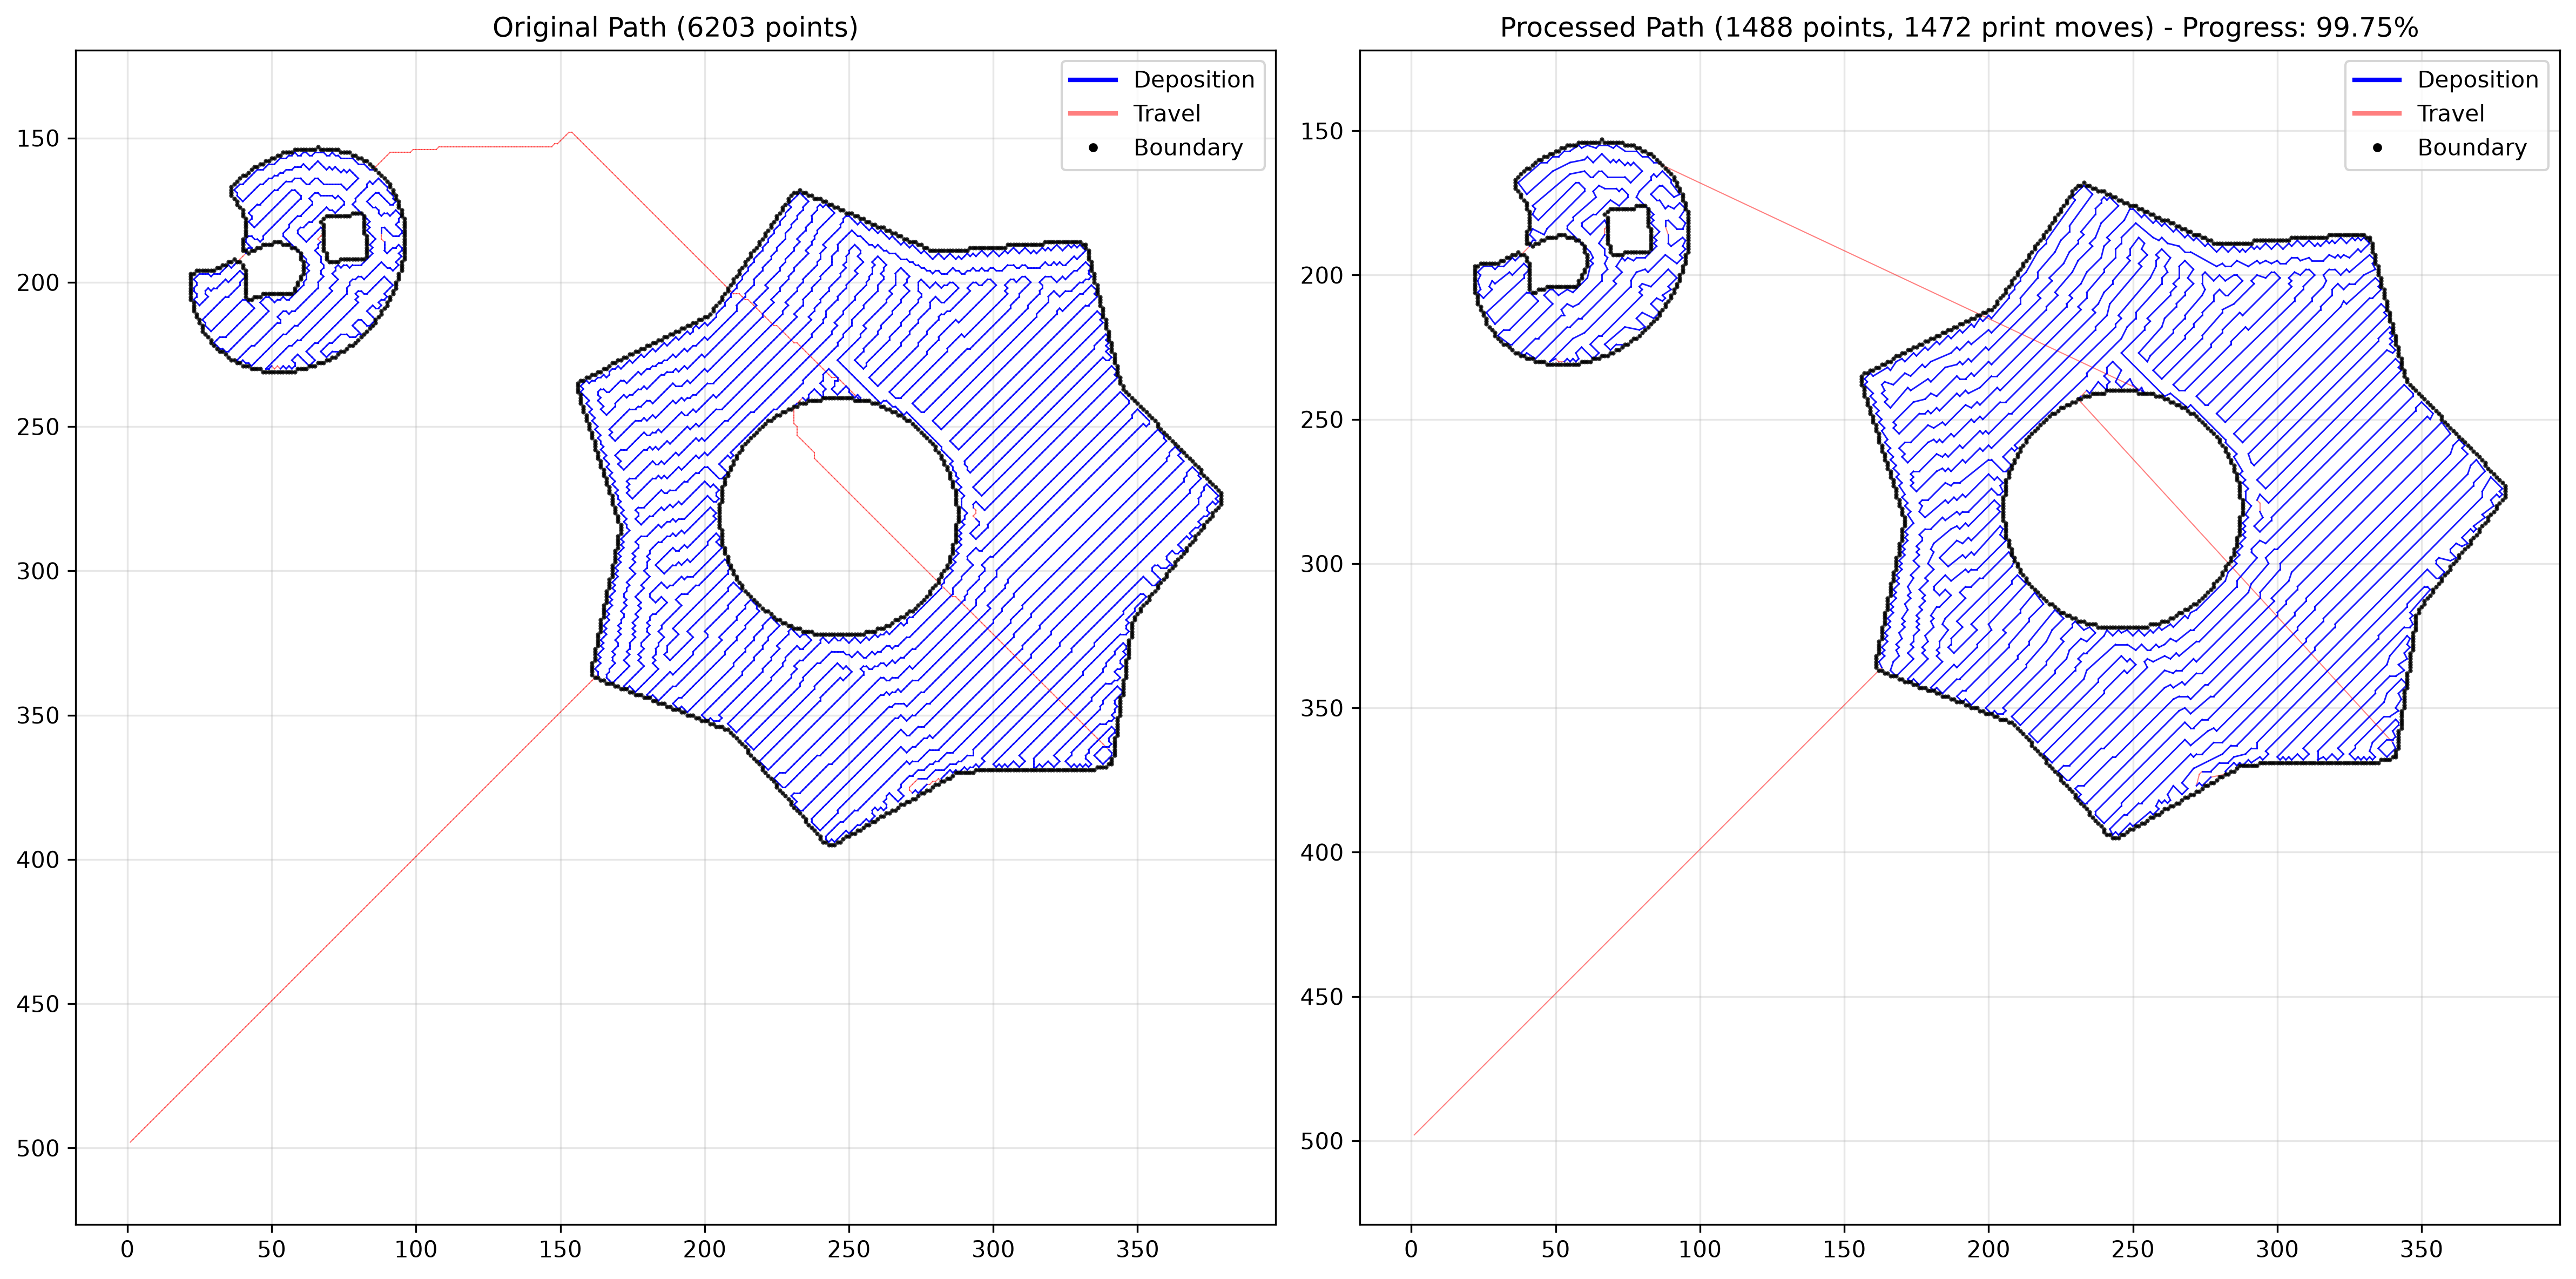 Original Path (6203 points)
Deposition
Travel
Boundary
150
200
250
300
350
400
450
500
0 50 100 150 200 250 300 350
Processed Path (1488 points, 1472 print moves) - Progress: 99.75%
Deposition
Travel
Boundary
150
200
250
300
350
400
450
500
0 50 100 150 200 250 300 350